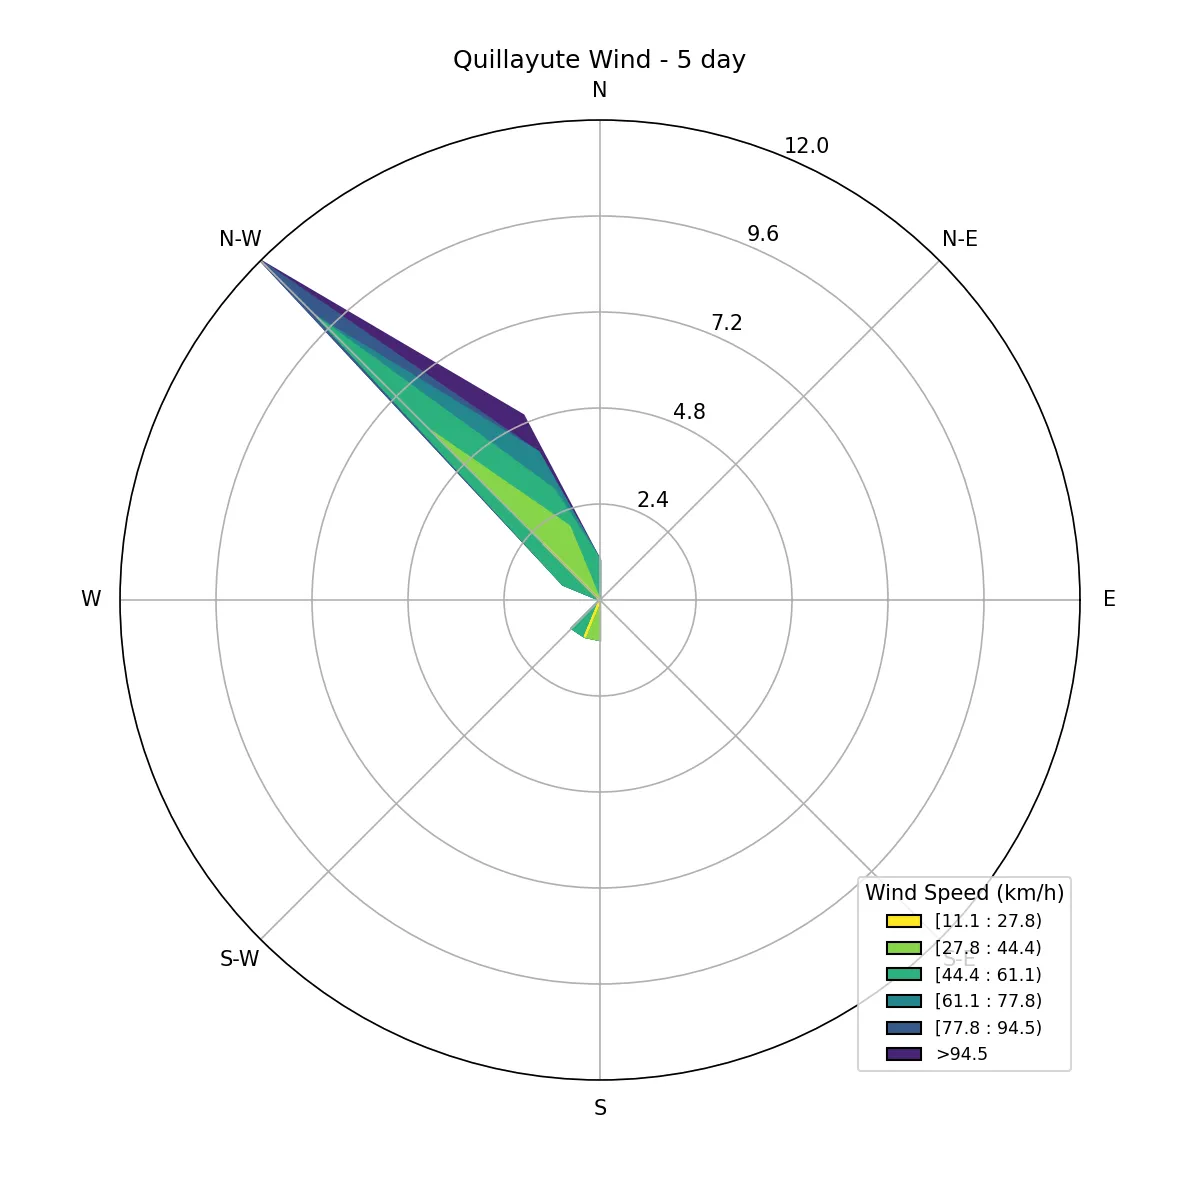 Quillayute Wind - 5 day
N
12.0
N-W
9.6
N-E
7.2
4.8
2.4
W
E
S-W
S-E
S
Wind Speed (km/h)
[11.1 : 27.8)
[27.8 : 44.4)
[44.4 : 61.1)
[61.1 : 77.8)
[77.8 : 94.5)
>94.5